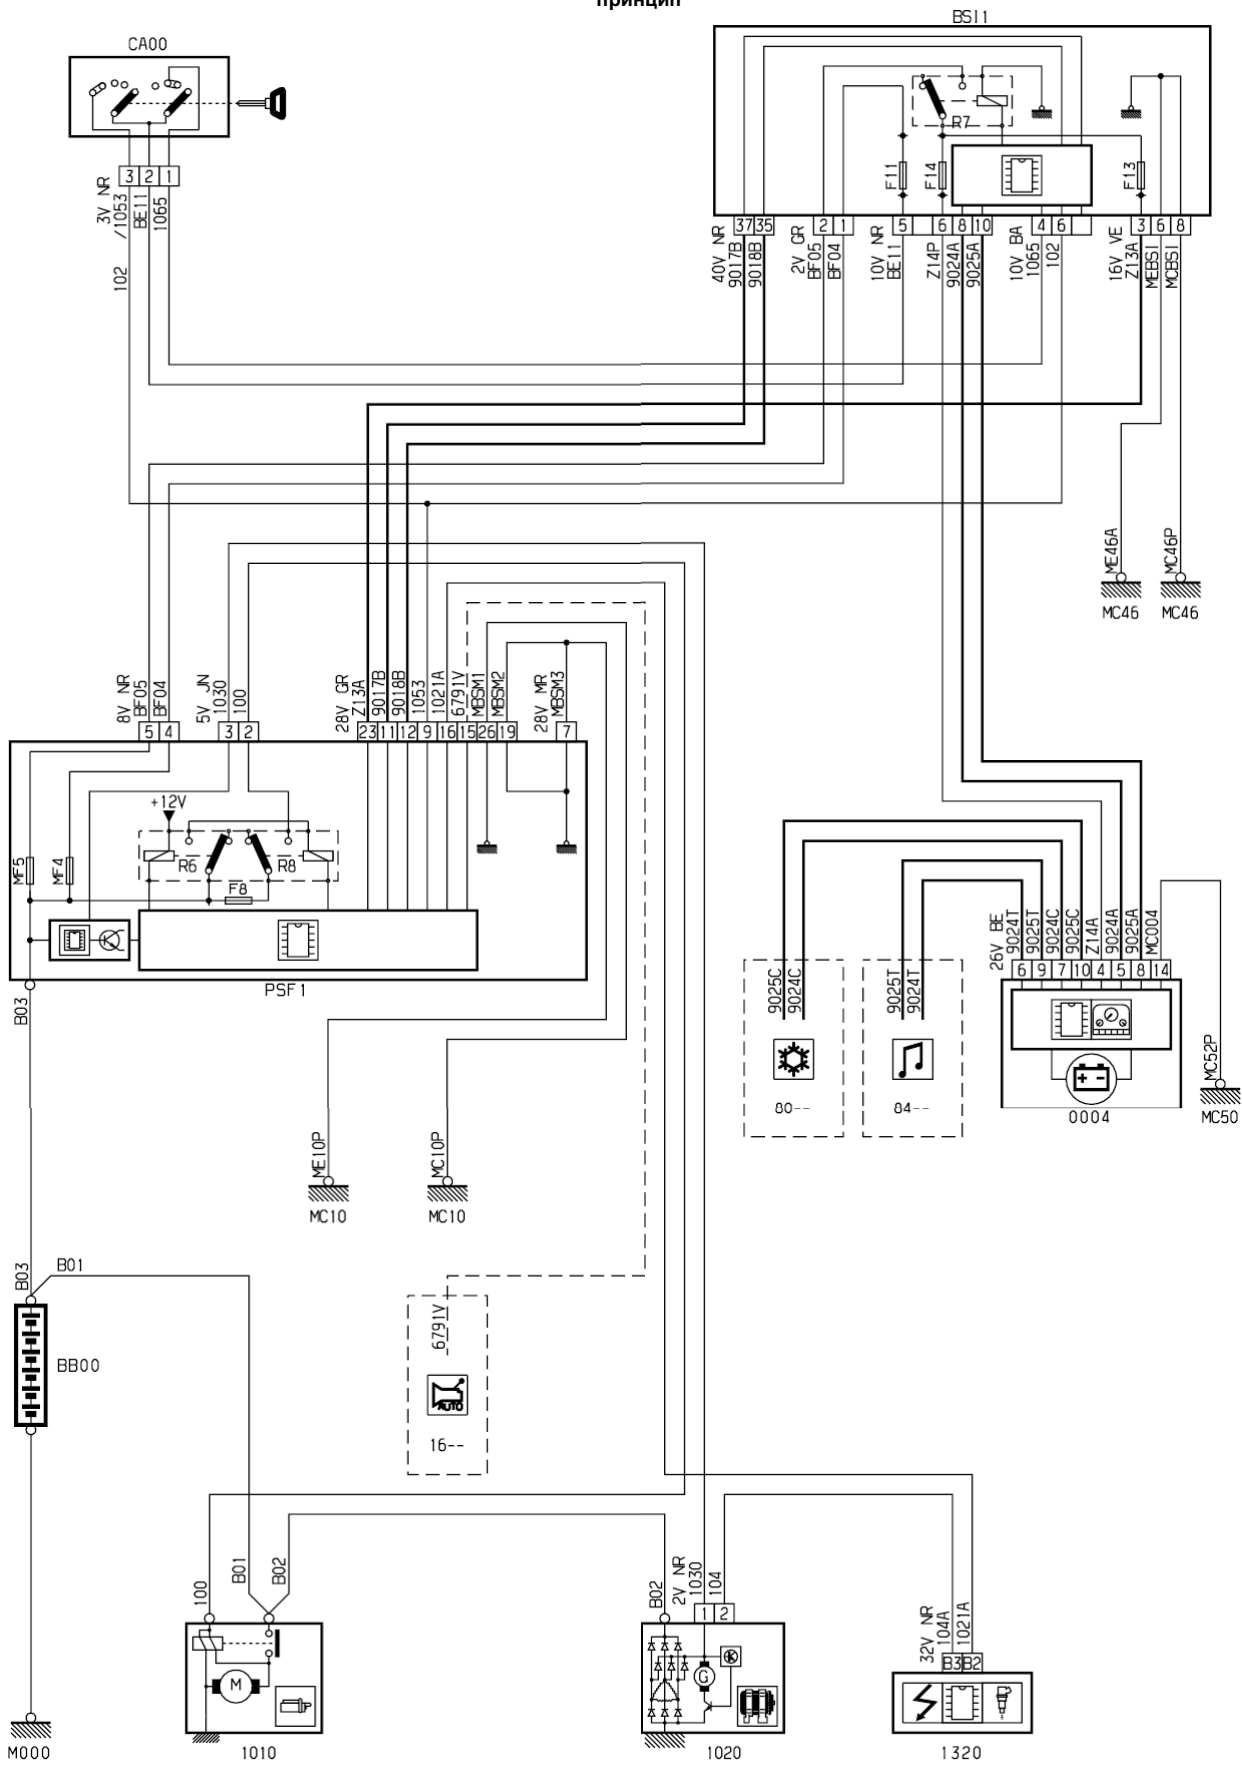 принцип
BSI1
CA00
R7
F11
F14
F13
3 2 1
3V NR
/1053
BE11
1065
102
37 35
2 1
5
6 8 10
4 6
3 6 8
40V NR
9017B
9018B
2V GR
BF05
BF04
10V NR
BE11
Z14P
9024A
9025A
10V BA
1065
102
16V VE
Z13A
MEBSI
MCBSI
ME46A
MC46P
MC46
MC46
8V NR
BF05
BF04
5V JN
1030
100
28V GR
Z13A
9017B
9018B
1053
1021A
6791V
MBSM1
MBSM2
28V MR
MBSM3
5 4
3 2
23 11 12 9 16 15 26 19
7
+12V
R6
R8
MF5
MF4
F8
PSF1
B03
26V BE
9024T
9025T
9024C
9025C
Z14A
9024A
9025A
MC004
6 9 7 10 4 5 8 14
9025C
9024C
9025T
9024T
80--
84--
+ -
0004
MC52P
MC50
ME10P
MC10P
MC10
MC10
B03
B01
BB00
6791V
AUTO
16--
100
B01
B02
B02
2V NR
1030
104
1 2
32V NR
104A
1021A
B3 B2
M
G
M000
1010
1020
1320